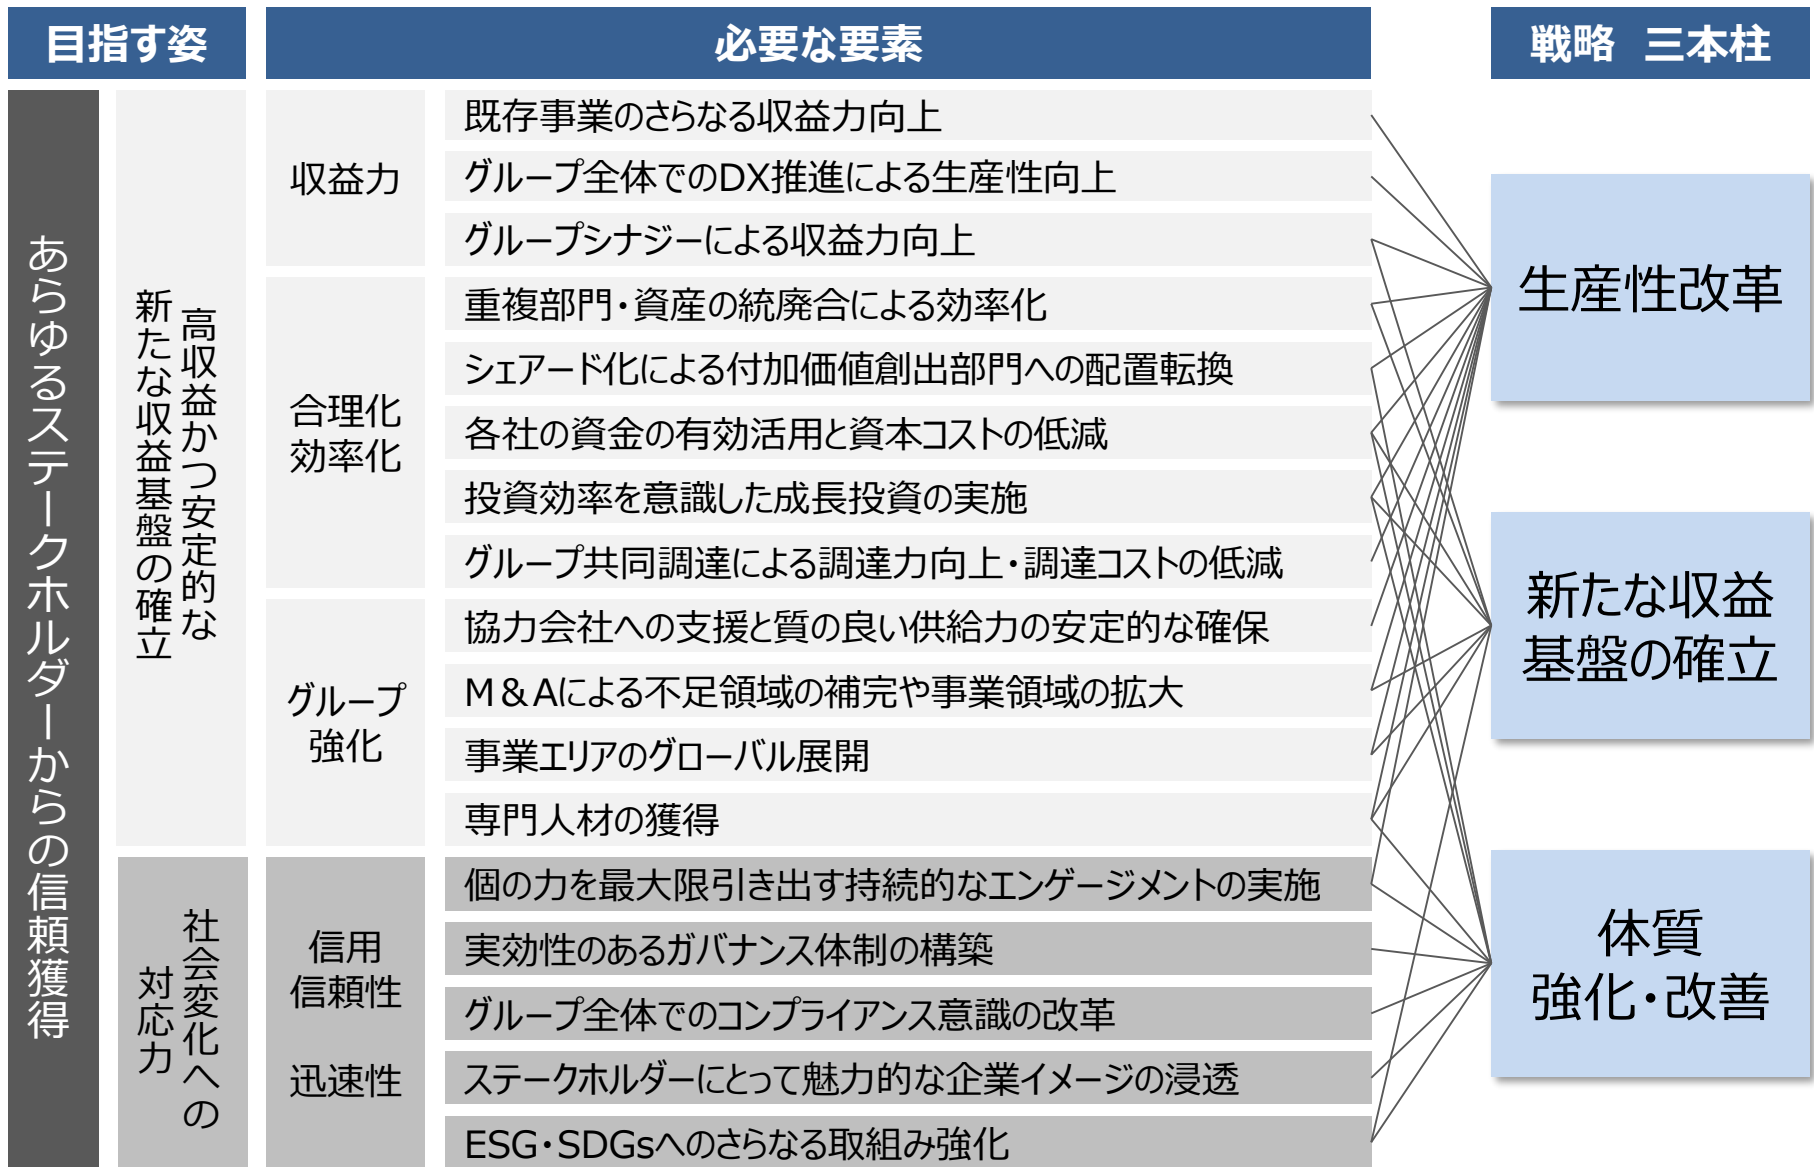 目指す姿
必要な要素
戦略 三本柱
あらゆるステークホルダーからの信頼獲得
高収益かつ安定的な
新たな収益基盤の確立
収益力
既存事業のさらなる収益力向上
グループ全体でのDX推進による生産性向上
グループシナジーによる収益力向上
合理化
効率化
重複部門・資産の統廃合による効率化
シェアード化による付加価値創出部門への配置転換
各社の資金の有効活用と資本コストの低減
投資効率を意識した成長投資の実施
グループ共同調達による調達力向上・調達コストの低減
グループ
強化
協力会社への支援と質の良い供給力の安定的な確保
M&Aによる不足領域の補完や事業領域の拡大
事業エリアのグローバル展開
専門人材の獲得
社会変化への
対応力
信用
信頼性
迅速性
個の力を最大限引き出す持続的なエンゲージメントの実施
実効性のあるガバナンス体制の構築
グループ全体でのコンプライアンス意識の改革
ステークホルダーにとって魅力的な企業イメージの浸透
ESG・SDGsへのさらなる取組み強化
生産性改革
新たな収益
基盤の確立
体質
強化・改善